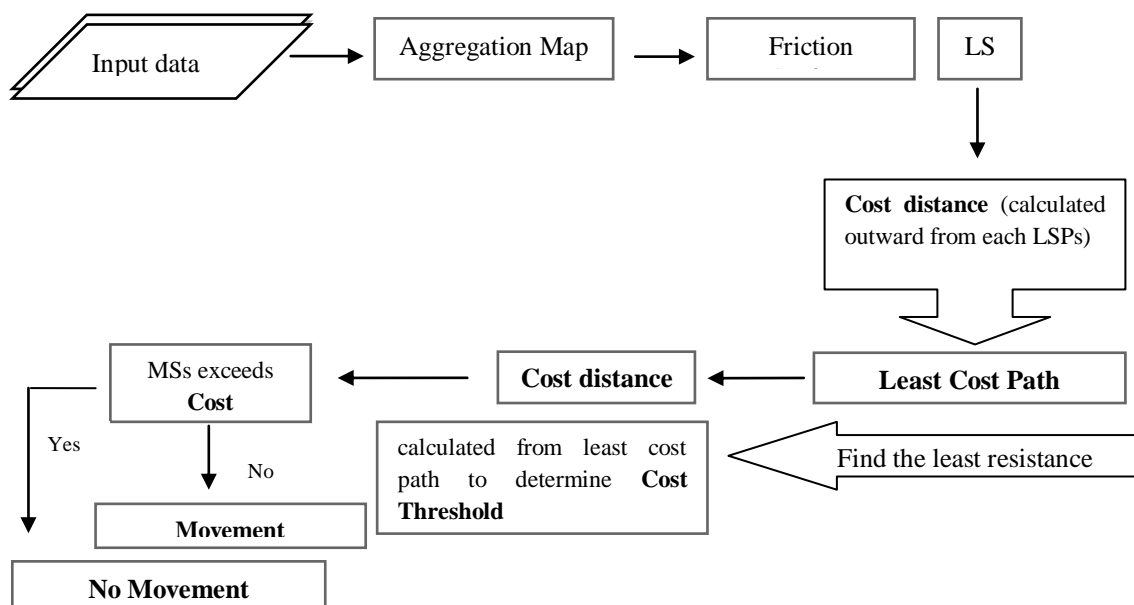 Input data
Aggregation Map
Friction
LS
Cost distance (calculated
outward from each LSPs)
Least Cost Path
Find the least resistance
Cost distance
calculated from least cost
path to determine Cost
Threshold
MSs exceeds
Cost
Yes
No
Movement
No Movement